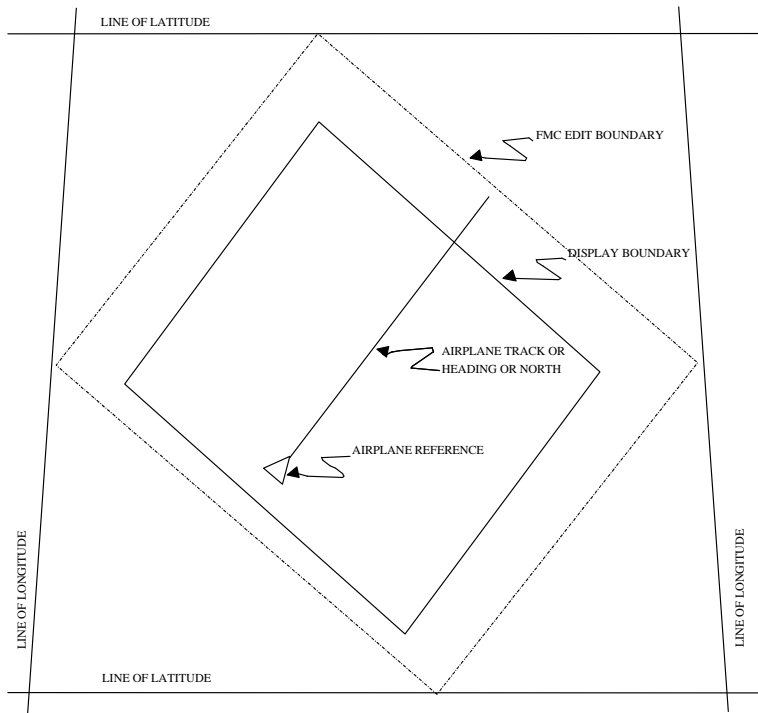 LINE OF LATITUDE
FMC EDIT BOUNDARY
DISPLAY BOUNDARY
AIRPLANE TRACK OR
HEADING OR NORTH
AIRPLANE REFERENCE
LINE OF LONGITUDE
LINE OF LONGITUDE
LINE OF LATITUDE